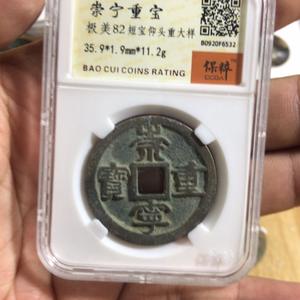 崇宁重宝
极美82 短宝仰头重大样
35.9*1.9mm*11.2g
BAO CUI COINS RATING
B0920F6532
保粹
崇
寶 重
寧